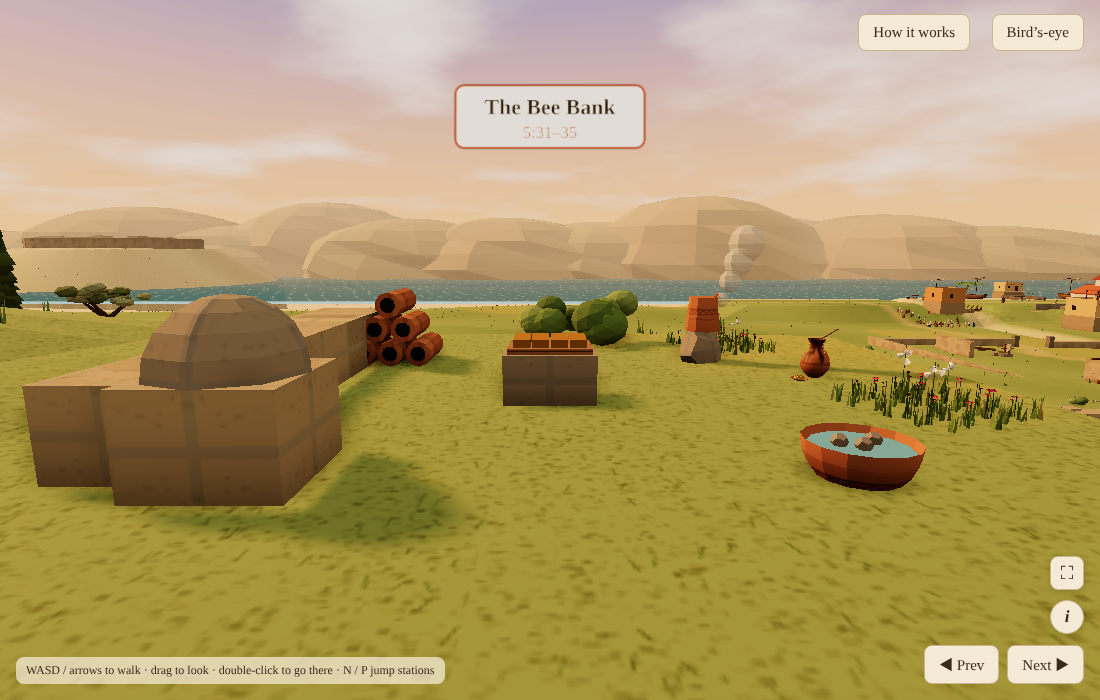 How it works
Bird’s-eye
The Bee Bank
5:31–35
i
WASD / arrows to walk · drag to look · double-click to go there · N / P jump stations
◀ Prev
Next ▶